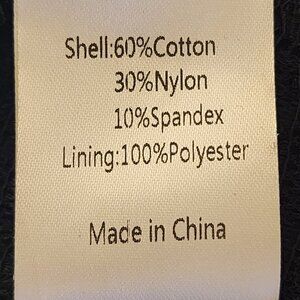 Shell:60%Cotton
30%Nylon
10%Spandex
Lining:100%Polyester
Made in China